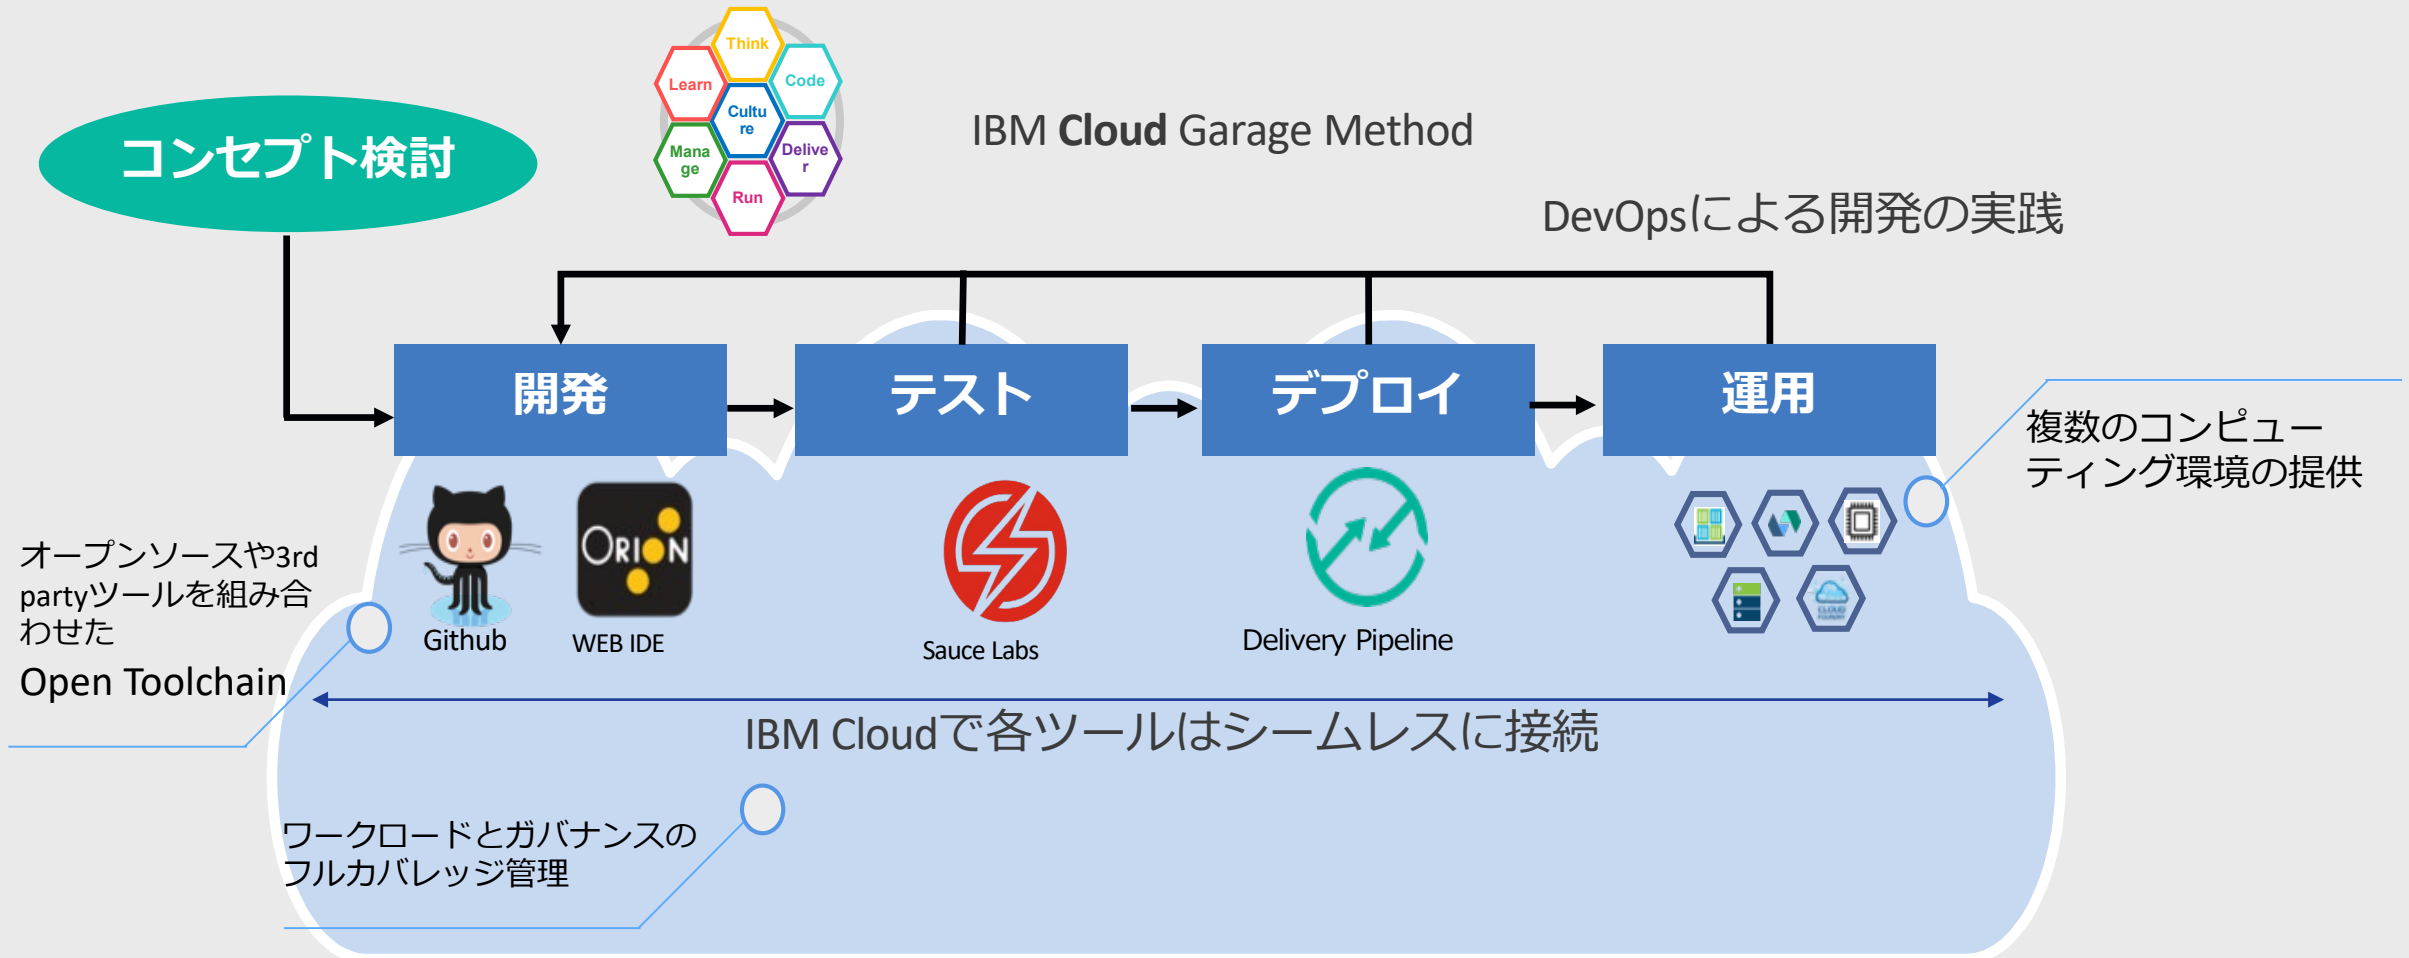 Think
Learn
Code
Cultu
re
Mana
ge
Delive
r
Run
IBM Cloud Garage Method
コンセプト検討
DevOpsによる開発の実践
開発
テスト
デプロイ
運用
複数のコンピュー
ティング環境の提供
オープンソースや3rd
partyツールを組み合
わせた
Open Toolchain
ORION
Github
WEB IDE
Sauce Labs
Delivery Pipeline
CLOUD
FOUNDRY
IBM Cloudで各ツールはシームレスに接続
ワークロードとガバナンスの
フルカバレッジ管理